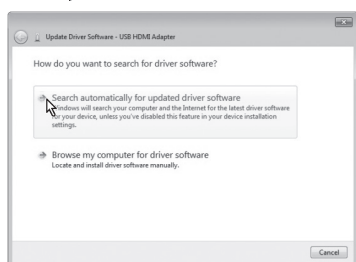 Update Driver Software - USB HDMI Adapter
How do you want to search for driver software?
Search automatically for updated driver software
Windows will search your computer and the Internet for the latest driver software
for your device, unless you've disabled this feature in your device installation
settings.
Browse my computer for driver software
Locate and install driver software manually.
Cancel